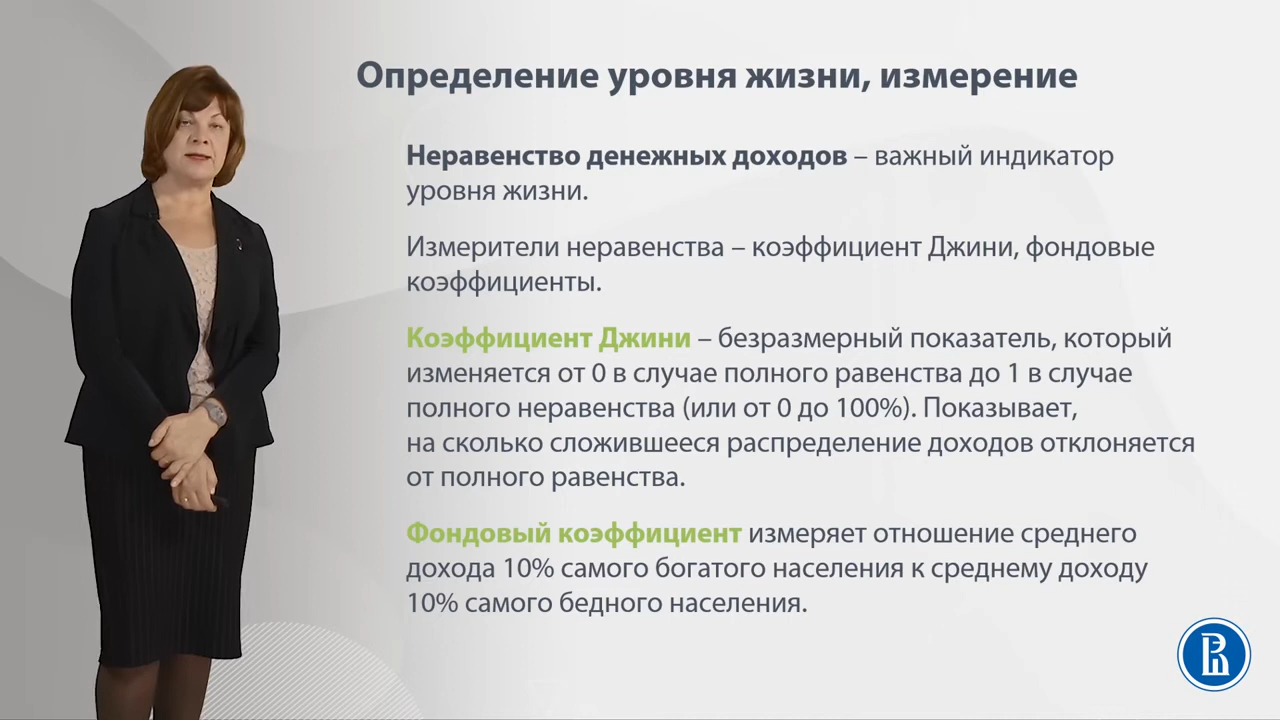 Определение уровня жизни, измерение
Неравенство денежных доходов – важный индикатор
уровня жизни.
Измерители неравенства – коэффициент Джини, фондовые
коэффициенты.
Коэффициент Джини – безразмерный показатель, который
изменяется от 0 в случае полного равенства до 1 в случае
полного неравенства (или от 0 до 100%). Показывает,
на сколько сложившееся распределение доходов отклоняется
от полного равенства.
Фондовый коэффициент измеряет отношение среднего
дохода 10% самого богатого населения к среднему доходу
10% самого бедного населения.